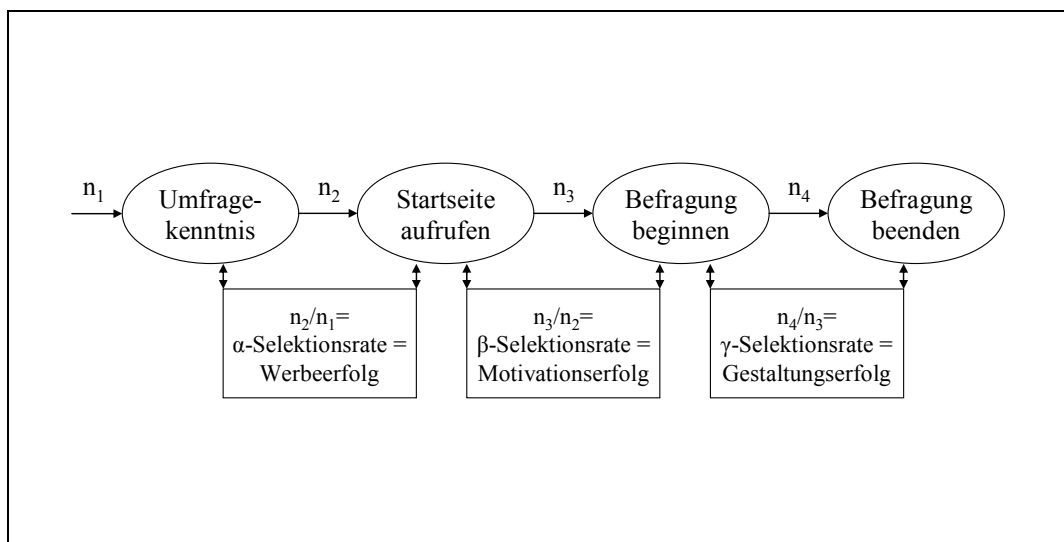 n₁
Umfrage-
kenntnis
n₂
Startseite
aufrufen
n₃
Befragung
beginnen
n₄
Befragung
beenden
n₂/n₁=
α-Selektionsrate =
Werbeerfolg
n₃/n₂=
β-Selektionsrate =
Motivationserfolg
n₄/n₃=
γ-Selektionsrate =
Gestaltungserfolg